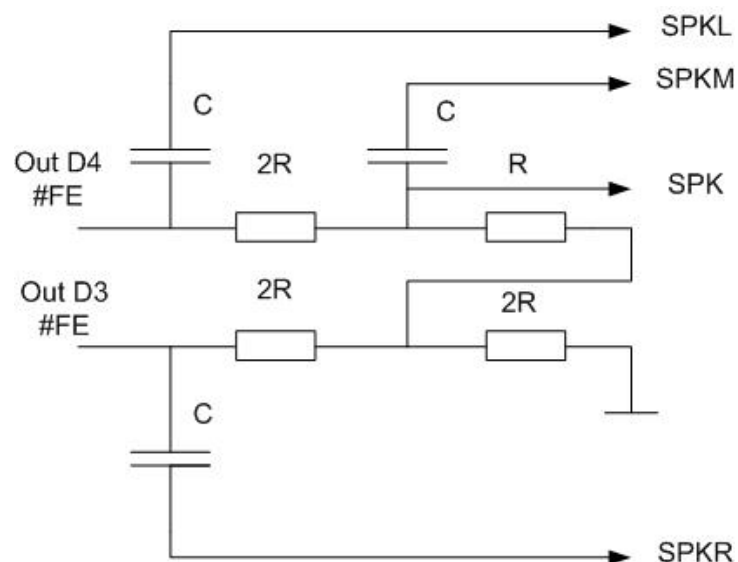 SPKL
SPKM
C
C
Out D4
#FE
2R
R
SPK
Out D3
#FE
2R
2R
C
SPKR